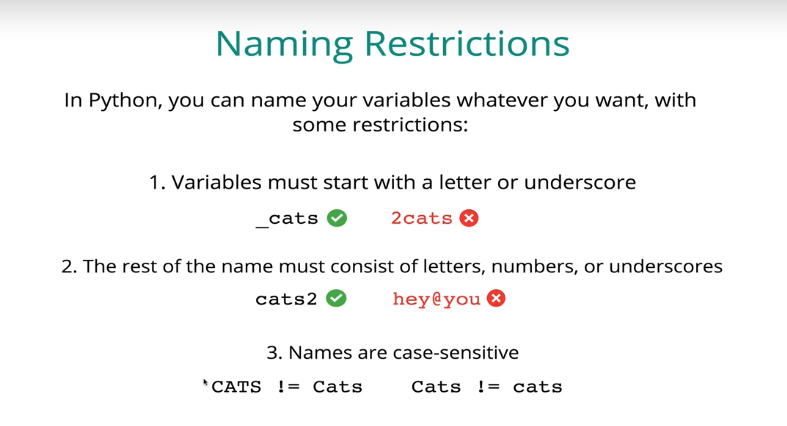 Naming Restrictions
In Python, you can name your variables whatever you want, with
some restrictions:
1. Variables must start with a letter or underscore
_cats 2cats
2. The rest of the name must consist of letters, numbers, or underscores
cats2 hey@you
3. Names are case-sensitive
CATS != Cats Cats != cats